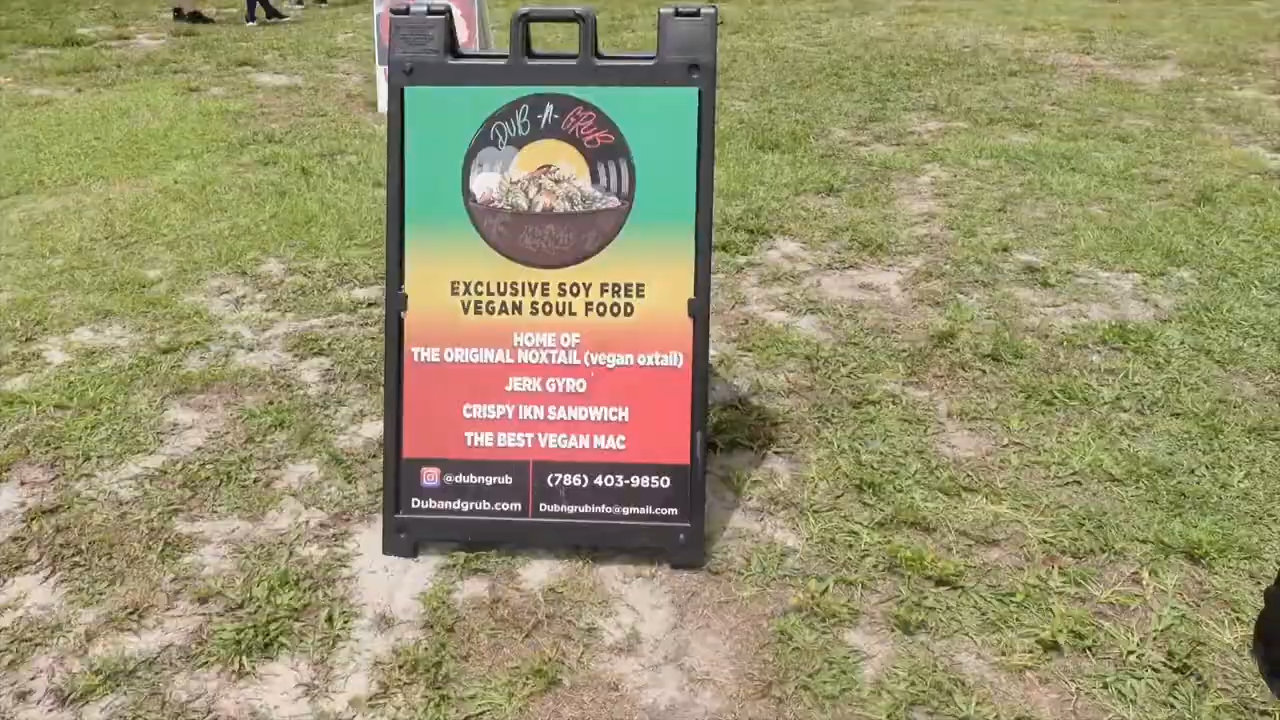 DUB -N- GRUB
EXCLUSIVE SOY FREE
VEGAN SOUL FOOD
HOME OF
THE ORIGINAL NOXTAIL (vegan oxtail)
JERK GYRO
CRISPY IKN SANDWICH
THE BEST VEGAN MAC
@dubngrub
Dubandgrub.com
(786) 403-9850
Dubngrubinfo@gmail.com